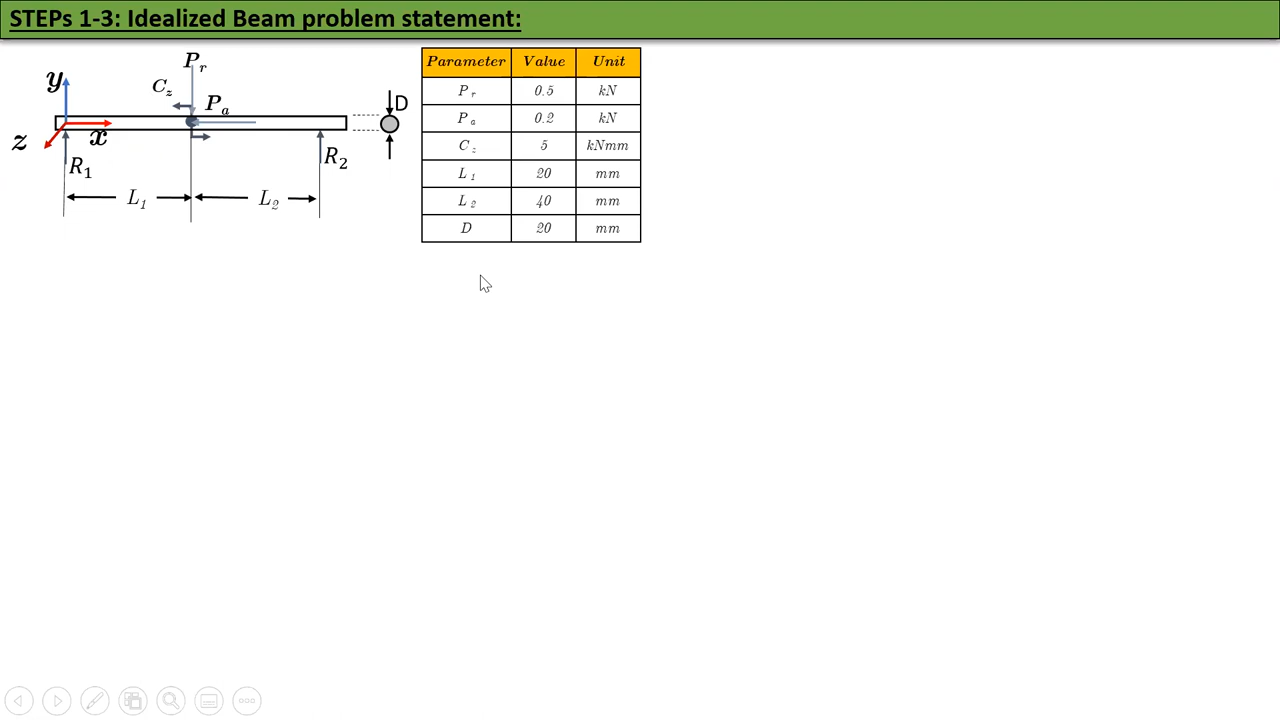 STEPs 1-3: Idealized Beam problem statement:
P_r
y
C_z
P_a
D
z
x
R_1
R_2
L_1
L_2
Parameter Value Unit
P_r 0.5 kN
P_a 0.2 kN
C_z 5 kNmm
L_1 20 mm
L_2 40 mm
D 20 mm